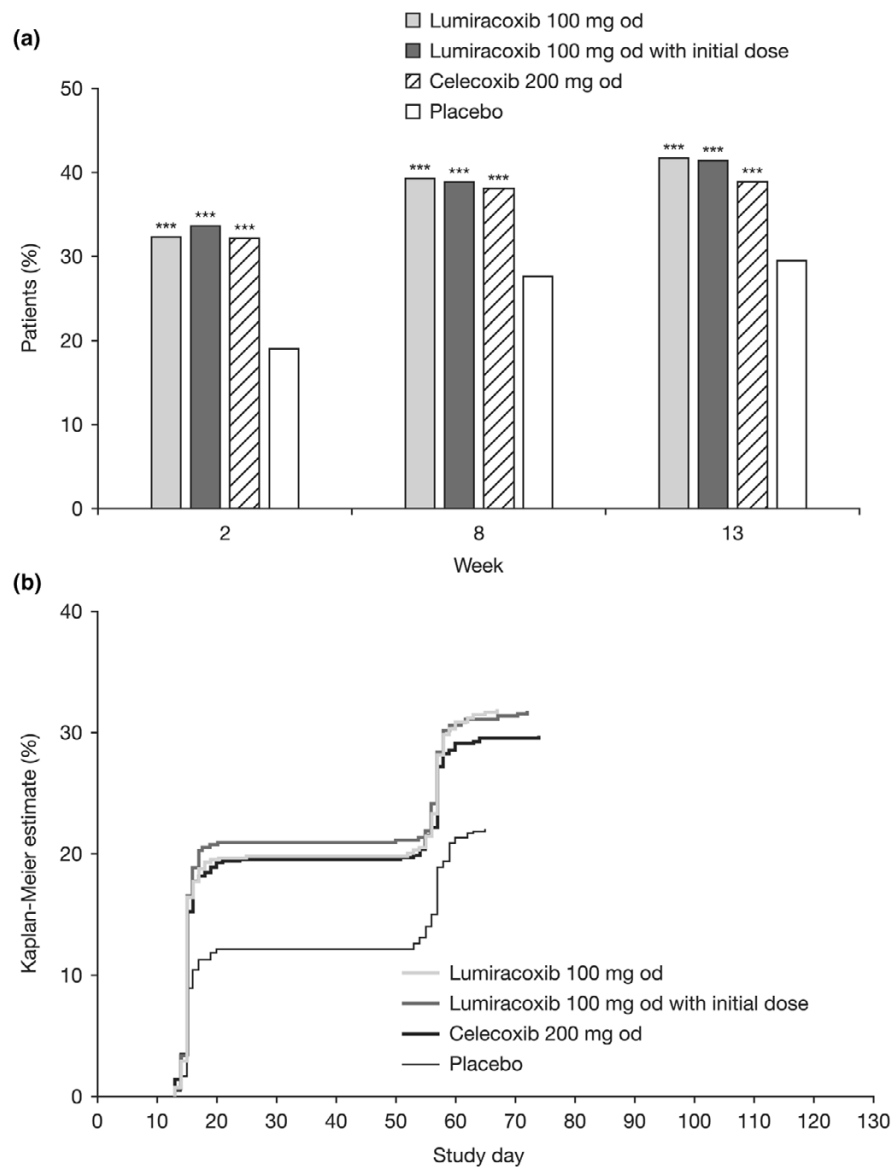 (a)
Lumiracoxib 100 mg od
Lumiracoxib 100 mg od with initial dose
Celecoxib 200 mg od
Placebo
Patients (%)
50
40
30
20
10
0
*** *** ***
*** *** ***
*** *** ***
2 8 13
Week
(b)
Kaplan-Meier estimate (%)
40
30
20
10
0
Lumiracoxib 100 mg od
Lumiracoxib 100 mg od with initial dose
Celecoxib 200 mg od
Placebo
0 10 20 30 40 50 60 70 80 90 100 110 120 130
Study day